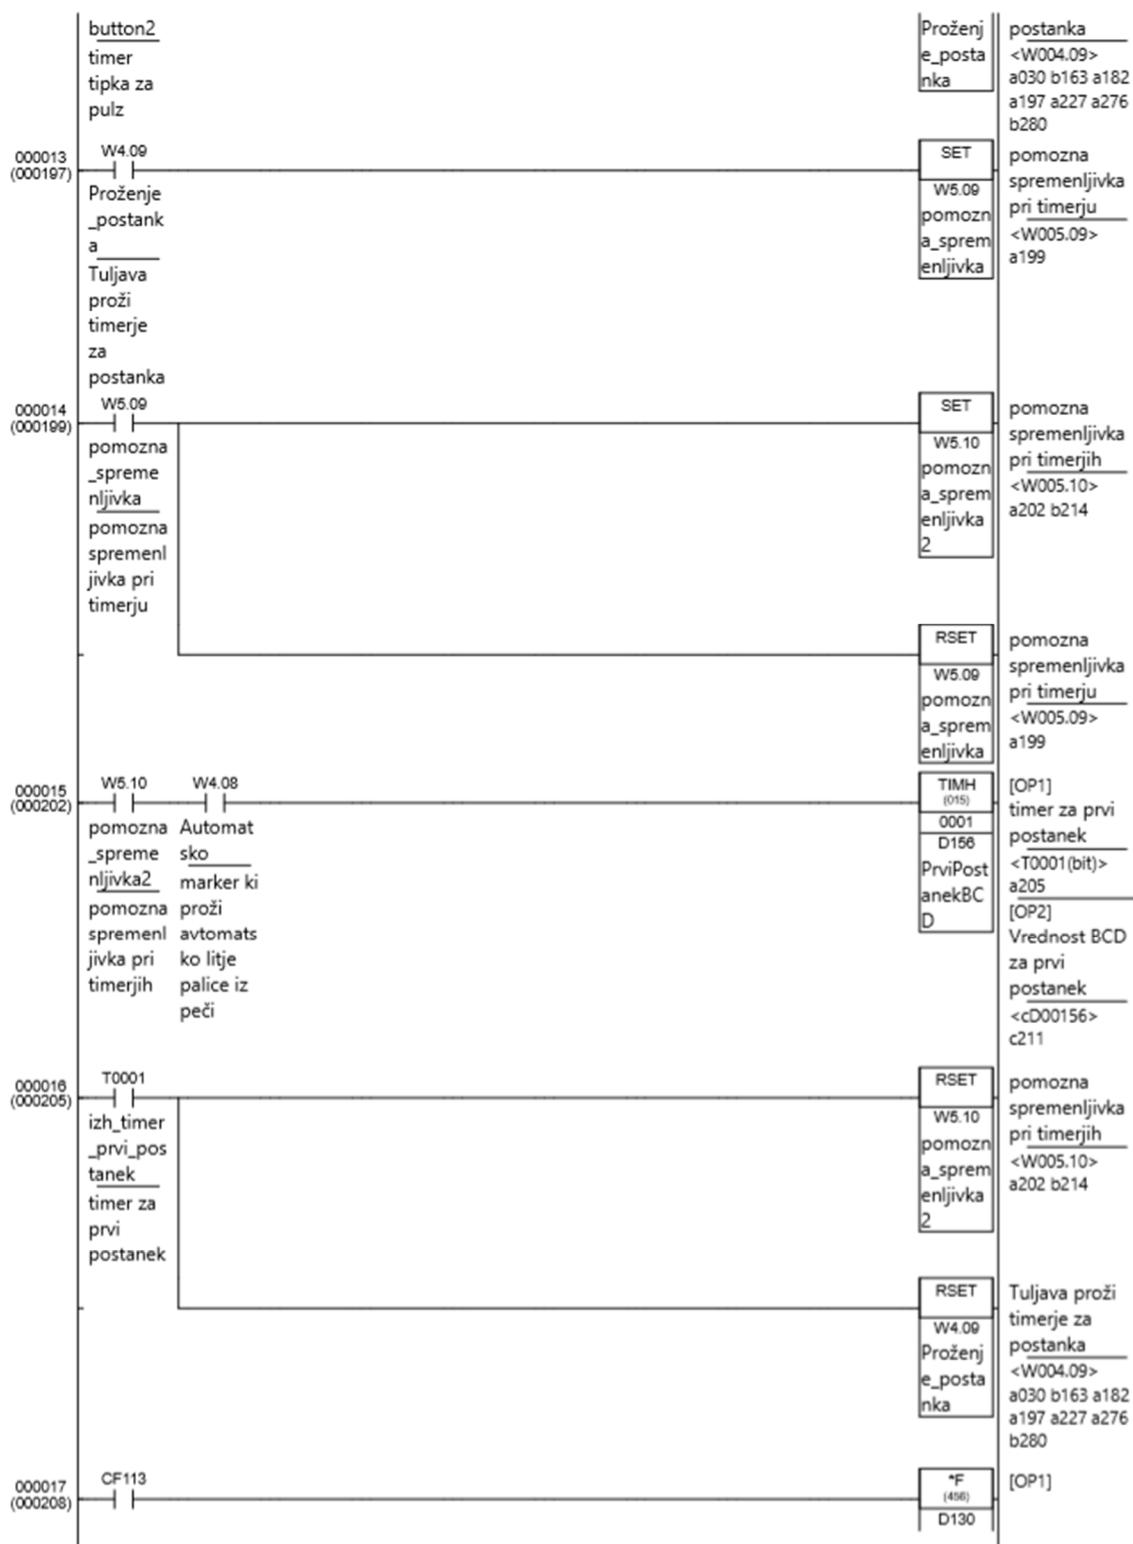 button2
timer
tipka za
pulz
Proženj
e_posta
nka
postanka
<W004.09>
a030 b163 a182
a197 a227 a276
b280
000013
(000197)
W4.09
Proženje
_postank
a
Tuljava
proži
timerje
za
postanka
SET
W5.09
pomozn
a_sprem
enljivka
pomozna
spremenljivka
pri timerju
<W005.09>
a199
000014
(000199)
W5.09
pomozna
_spreme
nljivka
pomozna
spremenl
jivka pri
timerju
SET
W5.10
pomozn
a_sprem
enljivka
2
pomozna
spremenljivka
pri timerjih
<W005.10>
a202 b214
RSET
W5.09
pomozn
a_sprem
enljivka
pomozna
spremenljivka
pri timerju
<W005.09>
a199
000015
(000202)
W5.10
pomozna
_spreme
nljivka2
pomozna
spremenl
jivka pri
timerjih
W4.08
Automat
sko
marker ki
proži
avtomats
ko litje
palice iz
peči
TIMH
(015)
0001
D156
PrviPost
anekBC
D
[OP1]
timer za prvi
postanek
<T0001(bit)>
a205
[OP2]
Vrednost BCD
za prvi
postanek
<cD00156>
c211
000016
(000205)
T0001
izh_timer
_prvi_pos
tanek
timer za
prvi
postanek
RSET
W5.10
pomozn
a_sprem
enljivka
2
pomozna
spremenljivka
pri timerjih
<W005.10>
a202 b214
RSET
W4.09
Proženj
e_posta
nka
Tuljava proži
timerje za
postanka
<W004.09>
a030 b163 a182
a197 a227 a276
b280
000017
(000208)
CF113
*F
(456)
D130
[OP1]